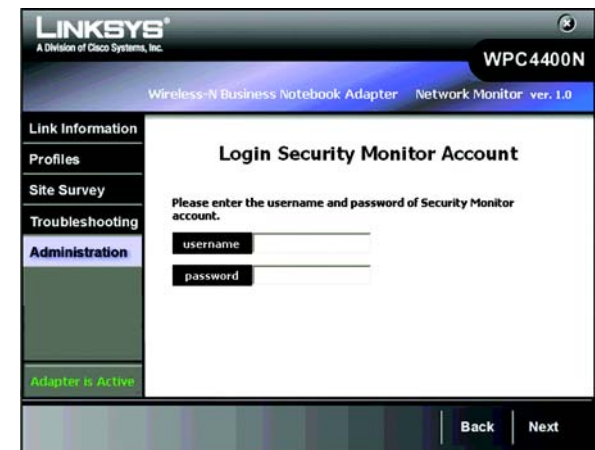 LINKSYS®
A Division of Cisco Systems, Inc.
WPC4400N
Wireless-N Business Notebook Adapter Network Monitor ver. 1.0
Link Information
Profiles
Site Survey
Troubleshooting
Administration
Adapter is Active
Login Security Monitor Account
Please enter the username and password of Security Monitor
account.
username
password
Back
Next